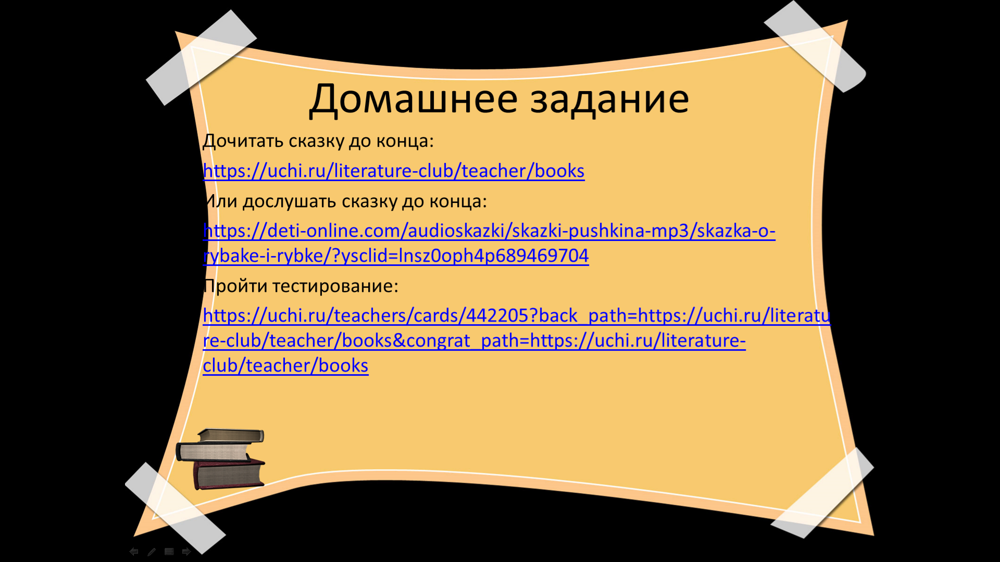 Домашнее задание
Дочитать сказку до конца:
https://uchi.ru/literature-club/teacher/books
Или дослушать сказку до конца:
https://deti-online.com/audioskazki/skazki-pushkina-mp3/skazka-o-
rybake-i-rybke/?ysclid=lnsz0oph4p689469704
Пройти тестирование:
https://uchi.ru/teachers/cards/442205?back_path=https://uchi.ru/literatu
re-club/teacher/books&congrat_path=https://uchi.ru/literature-
club/teacher/books